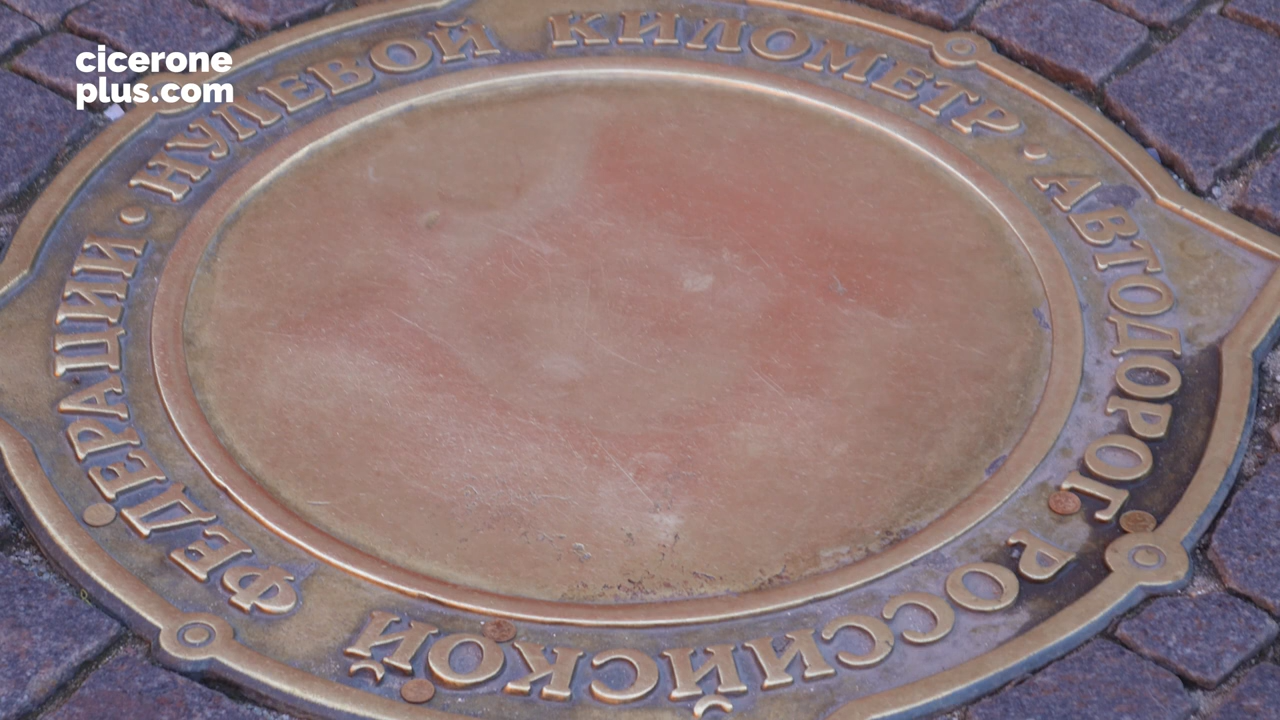 cicerone
plus.com
НУЛЕВОЙ КИЛОМЕТР • АВТОДОРОГ РОССИЙСКОЙ ФЕДЕРАЦИИ •